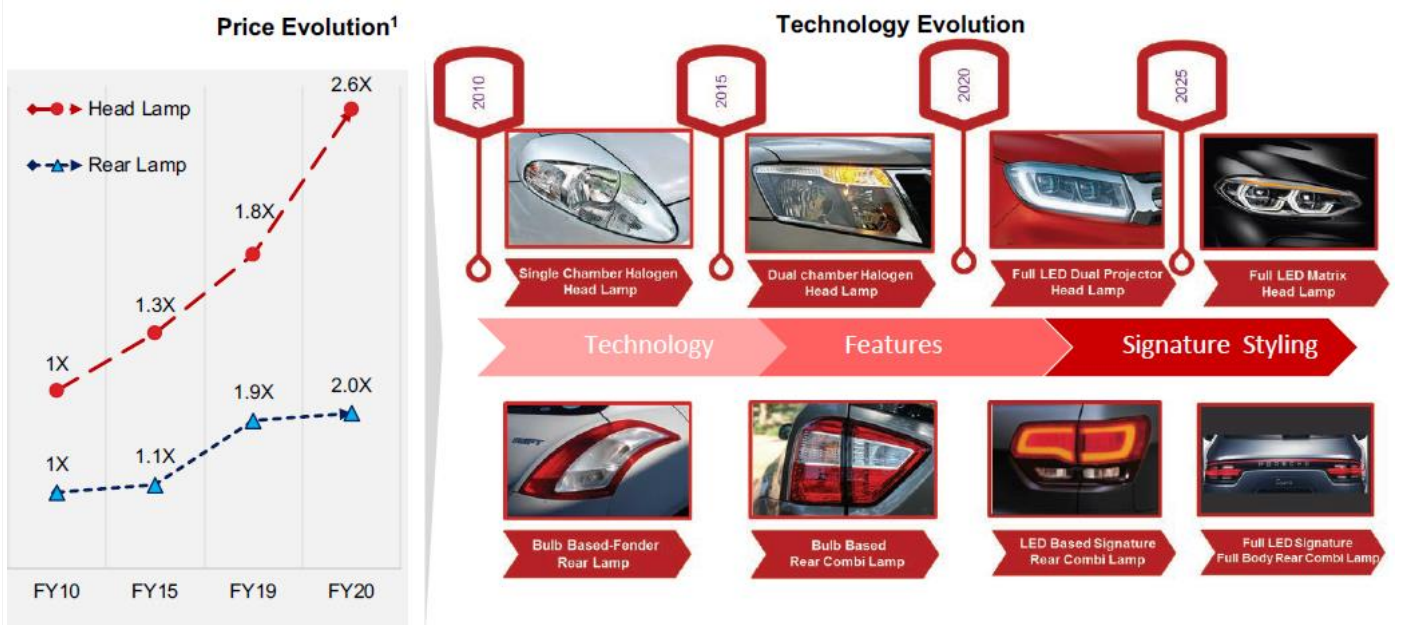 Price Evolution¹
Head Lamp
Rear Lamp
2.6X
1.8X
1.3X
1X
2.0X
1.9X
1.1X
1X
FY10 FY15 FY19 FY20
Technology Evolution
2010 2015 2020 2025
Single Chamber Halogen
Head Lamp
Dual chamber Halogen
Head Lamp
Full LED Dual Projector
Head Lamp
Full LED Matrix
Head Lamp
Technology Features Signature Styling
SWIFT
PORSCHE
Bulb Based-Fender
Rear Lamp
Bulb Based
Rear Combi Lamp
LED Based Signature
Rear Combi Lamp
Full LED Signature
Full Body Rear Combi Lamp